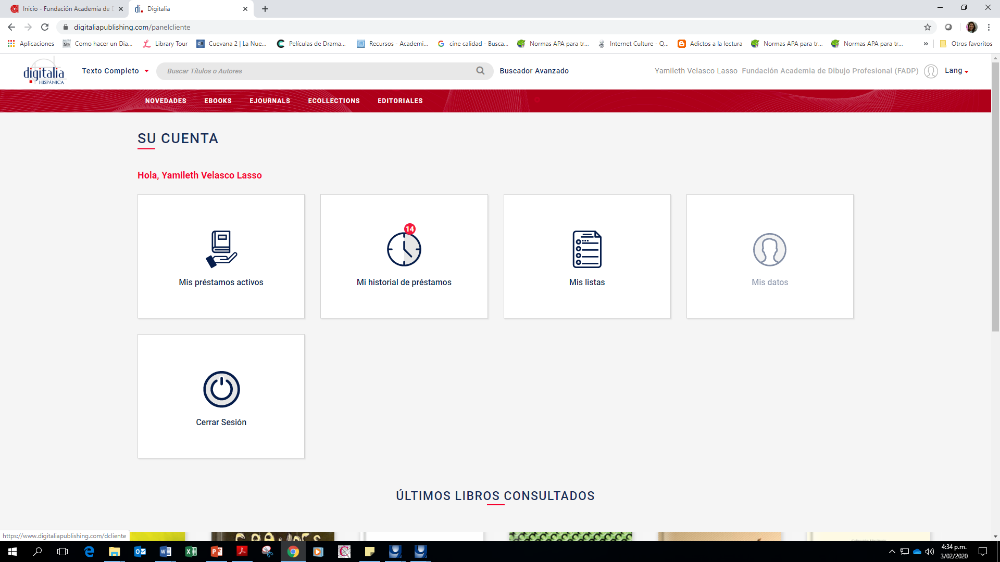 Inicio - Fundación Academia de D
Digitalia
digitaliapublishing.com/panelcliente
Aplicaciones
Como hacer un Dia...
Library Tour
Cuevana 2 | La Nue...
Películas de Drama...
Recursos - Academi...
cine calidad - Busca...
Normas APA para tr...
Internet Culture - Q...
Adictos a la lectura
Normas APA para tr...
Normas APA para tr...
»
Otros favoritos
digitalia
HISPÁNICA
Texto Completo
Buscar Títulos o Autores
Buscador Avanzado
Yamileth Velasco Lasso Fundación Academia de Dibujo Profesional (FADP)
Lang
NOVEDADES
EBOOKS
EJOURNALS
ECOLLECTIONS
EDITORIALES
SU CUENTA
Hola, Yamileth Velasco Lasso
Mis préstamos activos
14
Mi historial de préstamos
Mis listas
Mis datos
Cerrar Sesión
ÚLTIMOS LIBROS CONSULTADOS
https://www.digitaliapublishing.com/dcliente
4:34 p.m.
3/02/2020